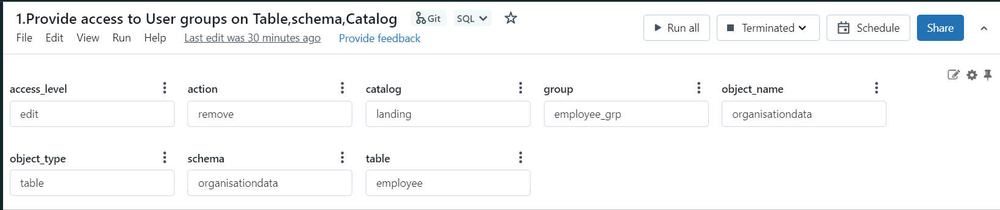 1.Provide access to User groups on Table,schema,Catalog Git SQL
File Edit View Run Help Last edit was 30 minutes ago Provide feedback
Run all Terminated Schedule Share
access_level action catalog group object_name
edit remove landing employee_grp organisationdata
object_type schema table
table organisationdata employee